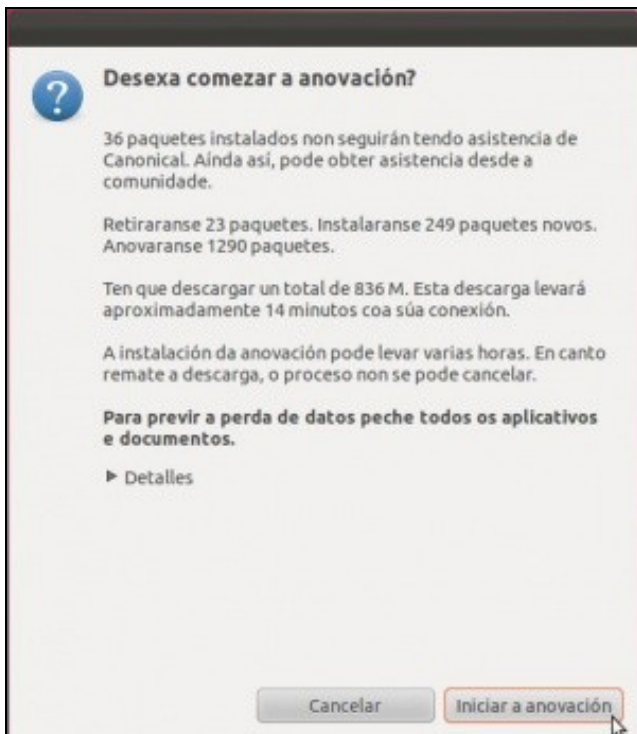 Desexa comezar a anovación?
36 paquetes instalados non seguirán tendo asistencia de
Canonical. Aínda así, pode obter asistencia desde a
comunidade.
Retiraranse 23 paquetes. Instalaranse 249 paquetes novos.
Anovaranse 1290 paquetes.
Ten que descargar un total de 836 M. Esta descarga levará
aproximadamente 14 minutos coa súa conexión.
A instalación da anovación pode levar varias horas. En canto
remate a descarga, o proceso non se pode cancelar.
Para previr a perda de datos peche todos os aplicativos
e documentos.
Detalles
Cancelar
Iniciar a anovación